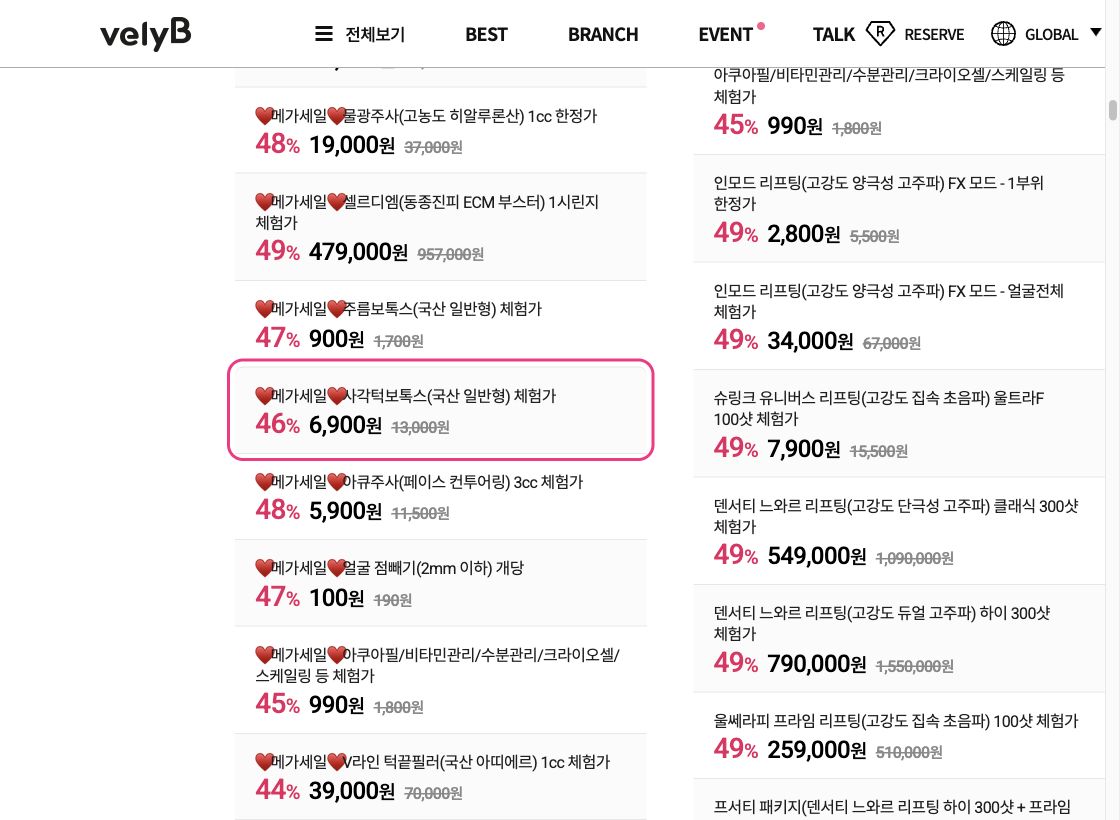 velyB
전체보기
BEST
BRANCH
EVENT
TALK
RESERVE
GLOBAL
❤️메가세일❤️물광주사(고농도 히알루론산) 1cc 한정가
48% 19,000원 37,000원
❤️메가세일❤️셀르디엠(동종진피 ECM 부스터) 1시린지
체험가
49% 479,000원 957,000원
❤️메가세일❤️주름보톡스(국산 일반형) 체험가
47% 900원 1,700원
❤️메가세일❤️사각턱보톡스(국산 일반형) 체험가
46% 6,900원 13,000원
❤️메가세일❤️아큐주사(페이스 컨투어링) 3cc 체험가
48% 5,900원 11,500원
❤️메가세일❤️얼굴 점빼기(2mm 이하) 개당
47% 100원 190원
❤️메가세일❤️아쿠아필/비타민관리/수분관리/크라이오셀/
스케일링 등 체험가
45% 990원 1,800원
❤️메가세일❤️V라인 턱끝필러(국산 아띠에르) 1cc 체험가
44% 39,000원 70,000원
아쿠아필/비타민관리/수분관리/크라이오셀/스케일링 등
체험가
45% 990원 1,800원
인모드 리프팅(고강도 양극성 고주파) FX 모드 - 1부위
한정가
49% 2,800원 5,500원
인모드 리프팅(고강도 양극성 고주파) FX 모드 - 얼굴전체
체험가
49% 34,000원 67,000원
슈링크 유니버스 리프팅(고강도 집속 초음파) 울트라F
100샷 체험가
49% 7,900원 15,500원
덴서티 느와르 리프팅(고강도 단극성 고주파) 클래식 300샷
체험가
49% 549,000원 1,090,000원
덴서티 느와르 리프팅(고강도 듀얼 고주파) 하이 300샷
체험가
49% 790,000원 1,550,000원
울쎄라피 프라임 리프팅(고강도 집속 초음파) 100샷 체험가
49% 259,000원 510,000원
프서티 패키지(덴서티 느와르 리프팅 하이 300샷 + 프라임